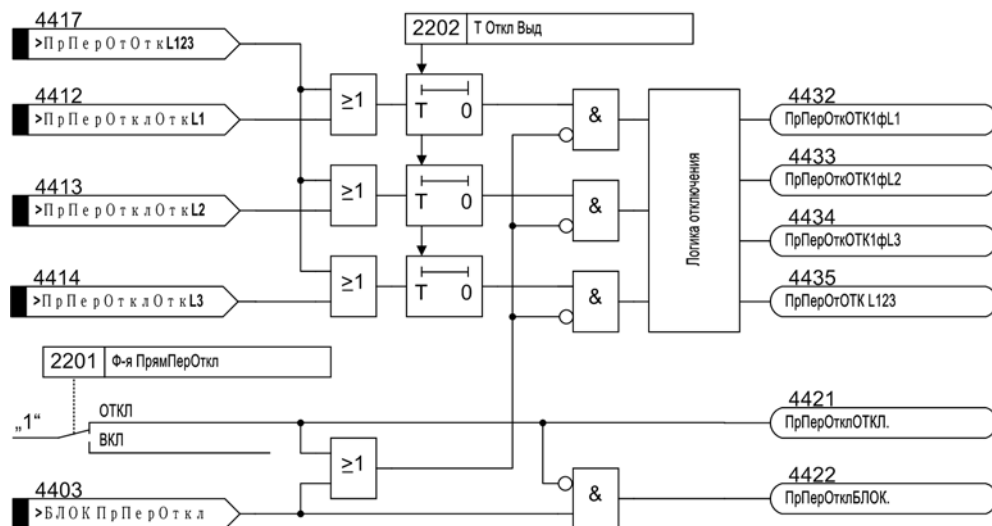 4417
>ПрПерОтОткL123
2202
Т Откл Выд
4412
>ПрПерОтклОткL1
≥1
T 0
&
4432
ПрПерОткОТК1фL1
4433
ПрПерОткОТК1фL2
4413
>ПрПерОтклОткL2
≥1
T 0
&
Логика отключения
4434
ПрПерОткОТК1фL3
4414
>ПрПерОтклОткL3
≥1
T 0
&
4435
ПрПерОтОТК L123
2201
Ф-я ПрямПерОткл
„1“
ОТКЛ
ВКЛ
4421
ПрПерОтклОТКЛ.
≥1
4403
>БЛОК ПрПерОткл
&
4422
ПрПерОтклБЛОК.